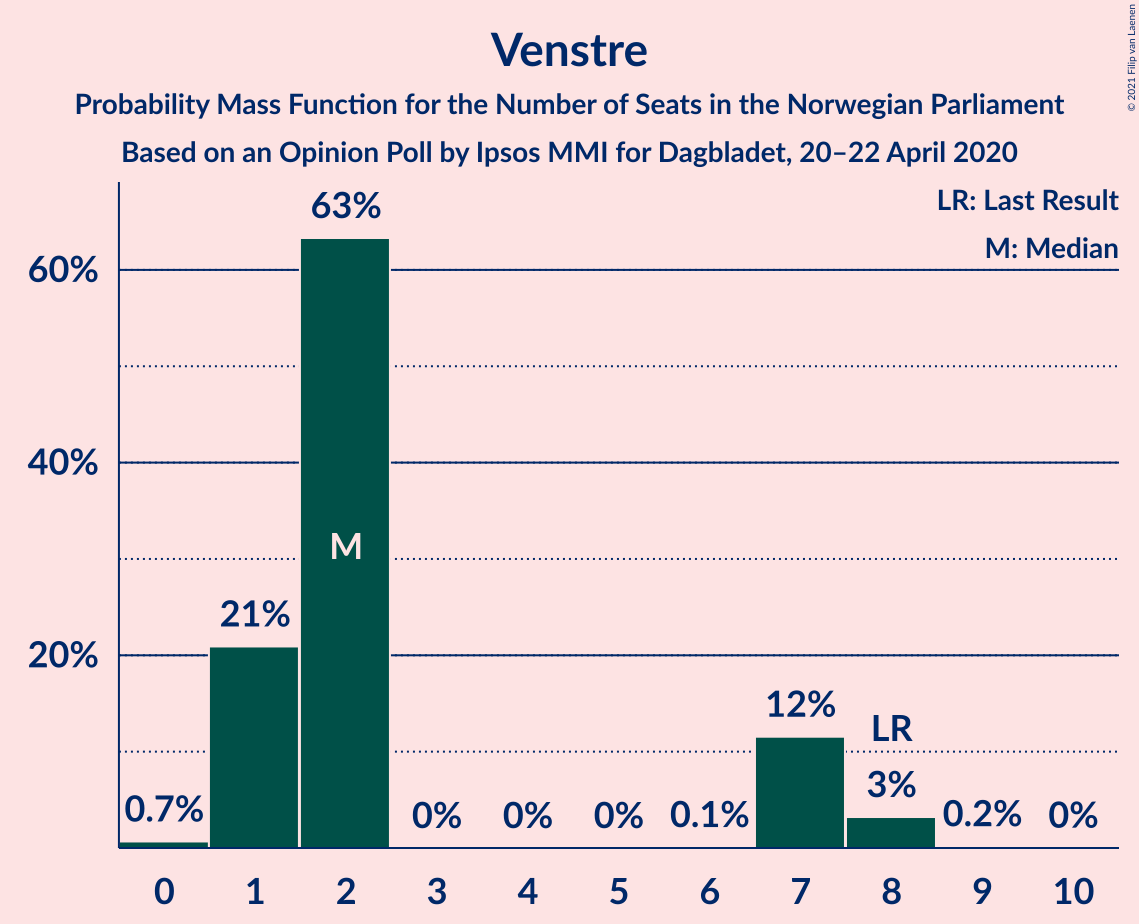 Venstre
Probability Mass Function for the Number of Seats in the Norwegian Parliament
Based on an Opinion Poll by Ipsos MMI for Dagbladet, 20–22 April 2020
© 2021 Filip van Laenen
LR: Last Result
M: Median
60%
40%
20%
0.7%
21%
63%
M
0%
0%
0%
0.1%
12%
LR
3%
0.2%
0%
0 1 2 3 4 5 6 7 8 9 10